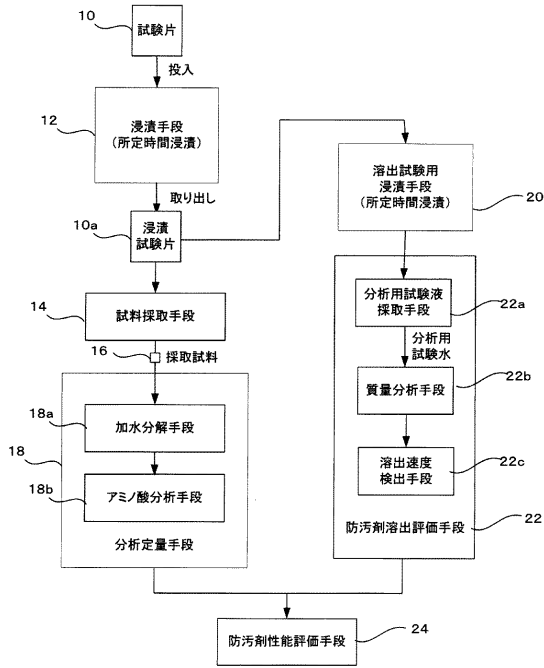 10
試験片
投入
12
浸漬手段
(所定時間浸漬)
取り出し
10a
浸漬
試験片
14
試料採取手段
16
採取試料
18a
加水分解手段
18
18b
アミノ酸分析手段
分析定量手段
溶出試験用
浸漬手段
(所定時間浸漬)
20
分析用試験液
採取手段
22a
分析用
試験水
22b
質量分析手段
溶出速度
検出手段
22c
防汚剤溶出評価手段
22
防汚剤性能評価手段
24